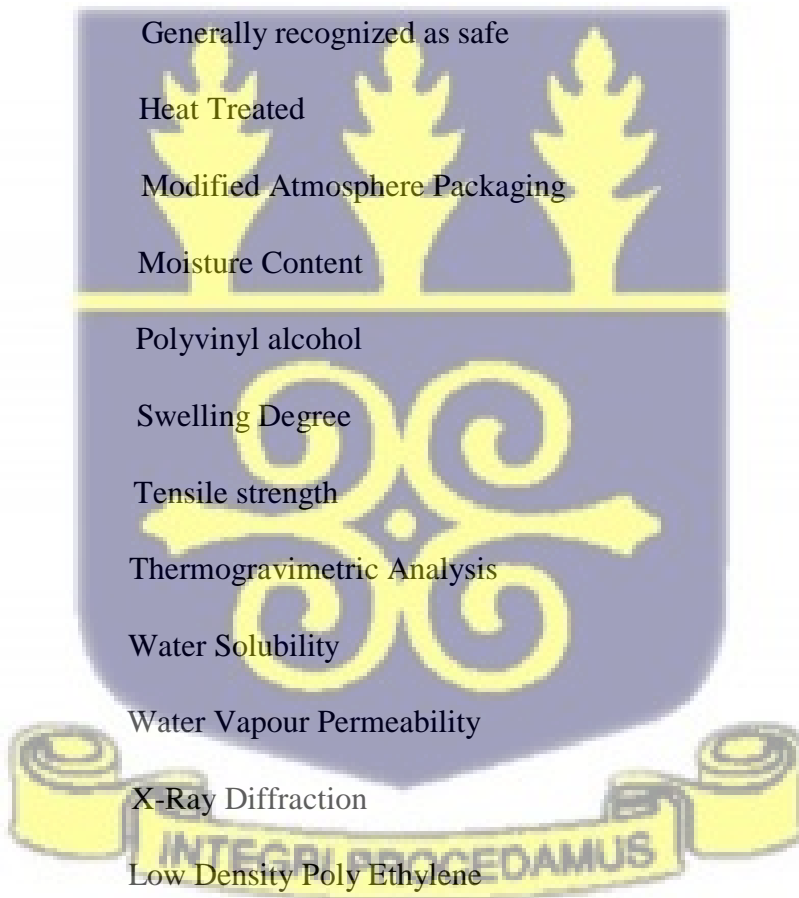 Generally recognized as safe
Heat Treated
Modified Atmosphere Packaging
Moisture Content
Polyvinyl alcohol
Swelling Degree
Tensile strength
Thermogravimetric Analysis
Water Solubility
Water Vapour Permeability
X-Ray Diffraction
INTEGRI PROCEDAMUS
Low Density Poly Ethylene